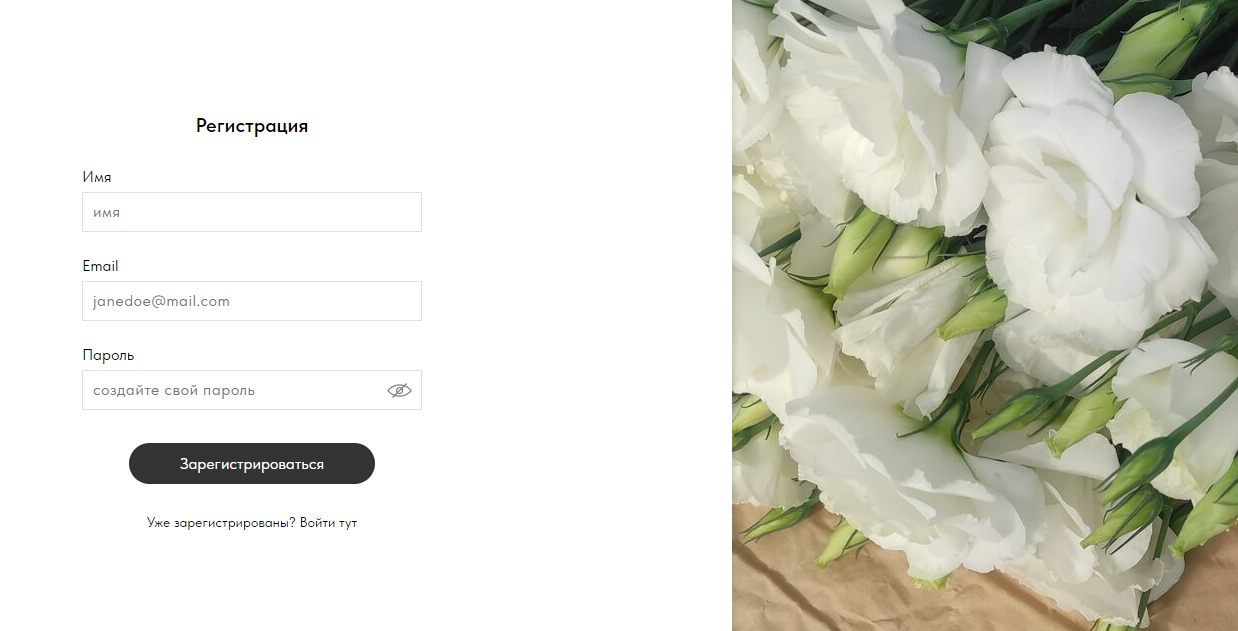 Регистрация
Имя
имя
Email
janedoe@mail.com
Пароль
создайте свой пароль
Зарегистрироваться
Уже зарегистрированы? Войти тут